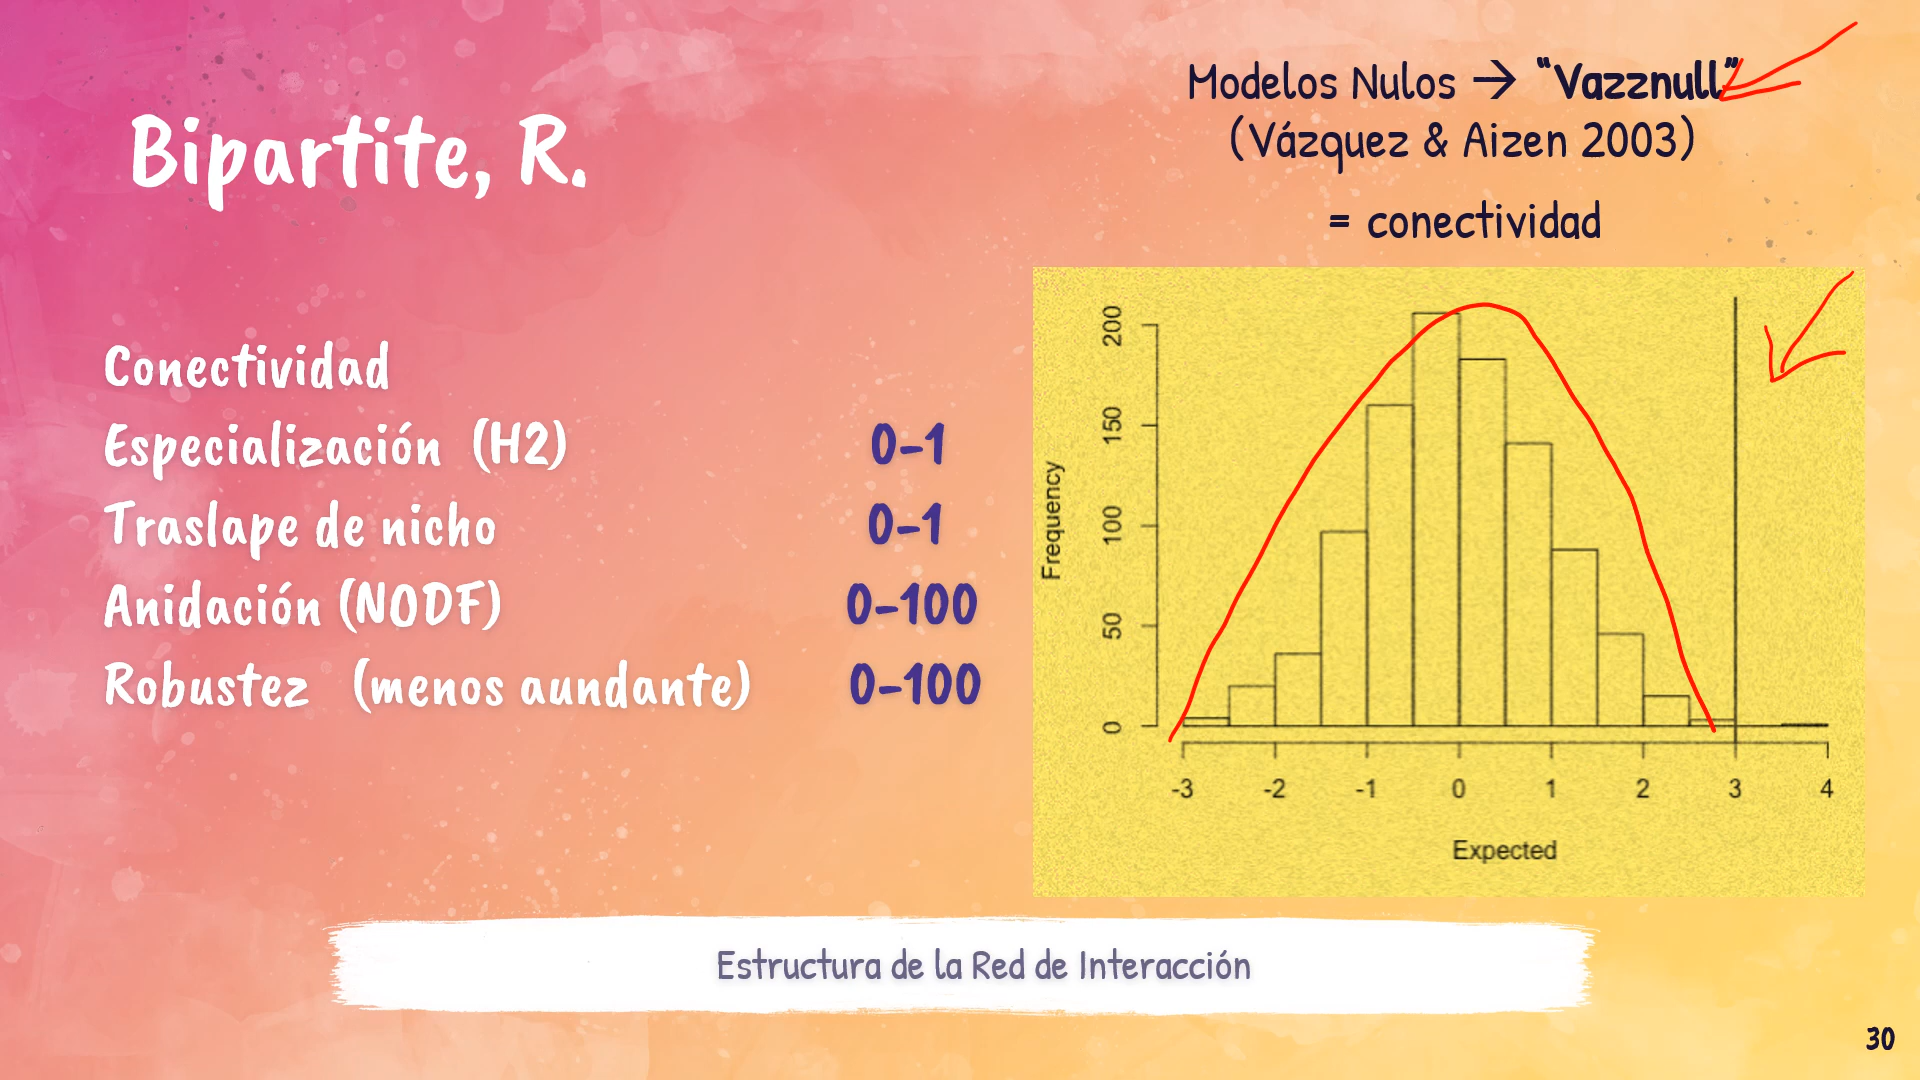 Bipartite, R.
Modelos Nulos → “Vazznull”
(Vázquez & Aizen 2003)
= conectividad
Conectividad
Especialización (H2) 0-1
Traslape de nicho 0-1
Anidación (NODF) 0-100
Robustez (menos aundante) 0-100
Frequency
200
150
100
50
0
-3 -2 -1 0 1 2 3 4
Expected
Estructura de la Red de Interacción
30